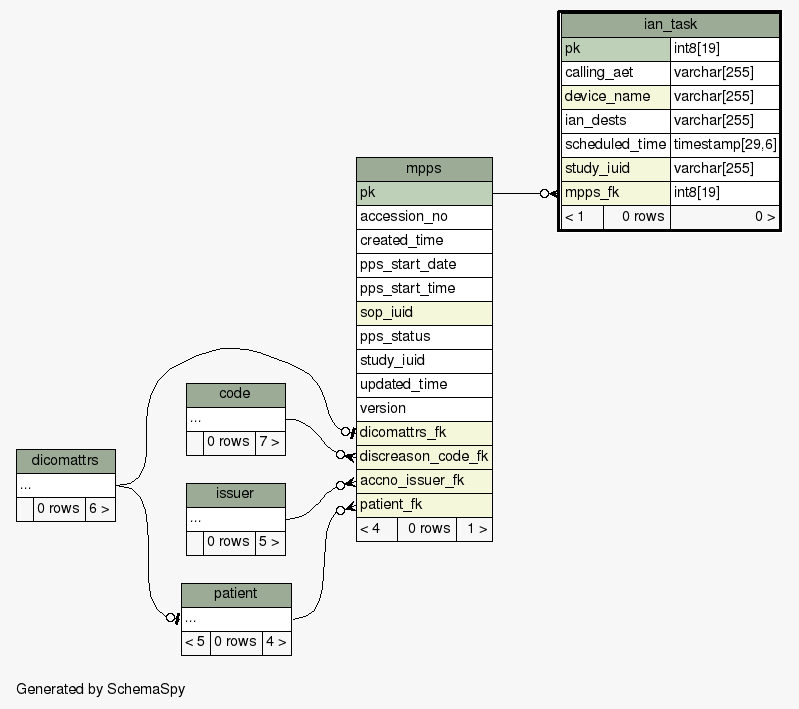 ian_task
pk int8[19]
calling_aet varchar[255]
device_name varchar[255]
ian_dests varchar[255]
scheduled_time timestamp[29,6]
study_iuid varchar[255]
mpps_fk int8[19]
< 1 0 rows 0 >
mpps
pk
accession_no
created_time
pps_start_date
pps_start_time
sop_iuid
pps_status
study_iuid
updated_time
version
dicomattrs_fk
discreason_code_fk
accno_issuer_fk
patient_fk
< 4 0 rows 1 >
code
...
0 rows 7 >
dicomattrs
...
0 rows 6 >
issuer
...
0 rows 5 >
patient
...
< 5 0 rows 4 >
Generated by SchemaSpy